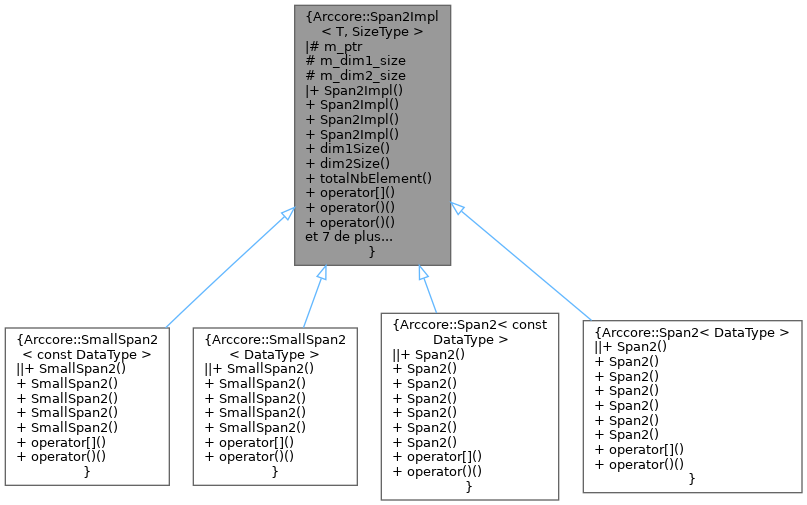 {Arccore::Span2Impl
< T, SizeType >
|# m_ptr
# m_dim1_size
# m_dim2_size
|+ Span2Impl()
+ Span2Impl()
+ Span2Impl()
+ Span2Impl()
+ dim1Size()
+ dim2Size()
+ totalNbElement()
+ operator[]()
+ operator()()
+ operator()()
et 7 de plus...
}
{Arccore::SmallSpan2
< const DataType >
||+ SmallSpan2()
+ SmallSpan2()
+ SmallSpan2()
+ SmallSpan2()
+ SmallSpan2()
+ operator[]()
+ operator()()
}
{Arccore::SmallSpan2
< DataType >
||+ SmallSpan2()
+ SmallSpan2()
+ SmallSpan2()
+ SmallSpan2()
+ SmallSpan2()
+ operator[]()
+ operator()()
}
{Arccore::Span2< const
DataType >
||+ Span2()
+ Span2()
+ Span2()
+ Span2()
+ Span2()
+ Span2()
+ Span2()
+ operator[]()
+ operator()()
}
{Arccore::Span2< DataType >
||+ Span2()
+ Span2()
+ Span2()
+ Span2()
+ Span2()
+ Span2()
+ Span2()
+ operator[]()
+ operator()()
}